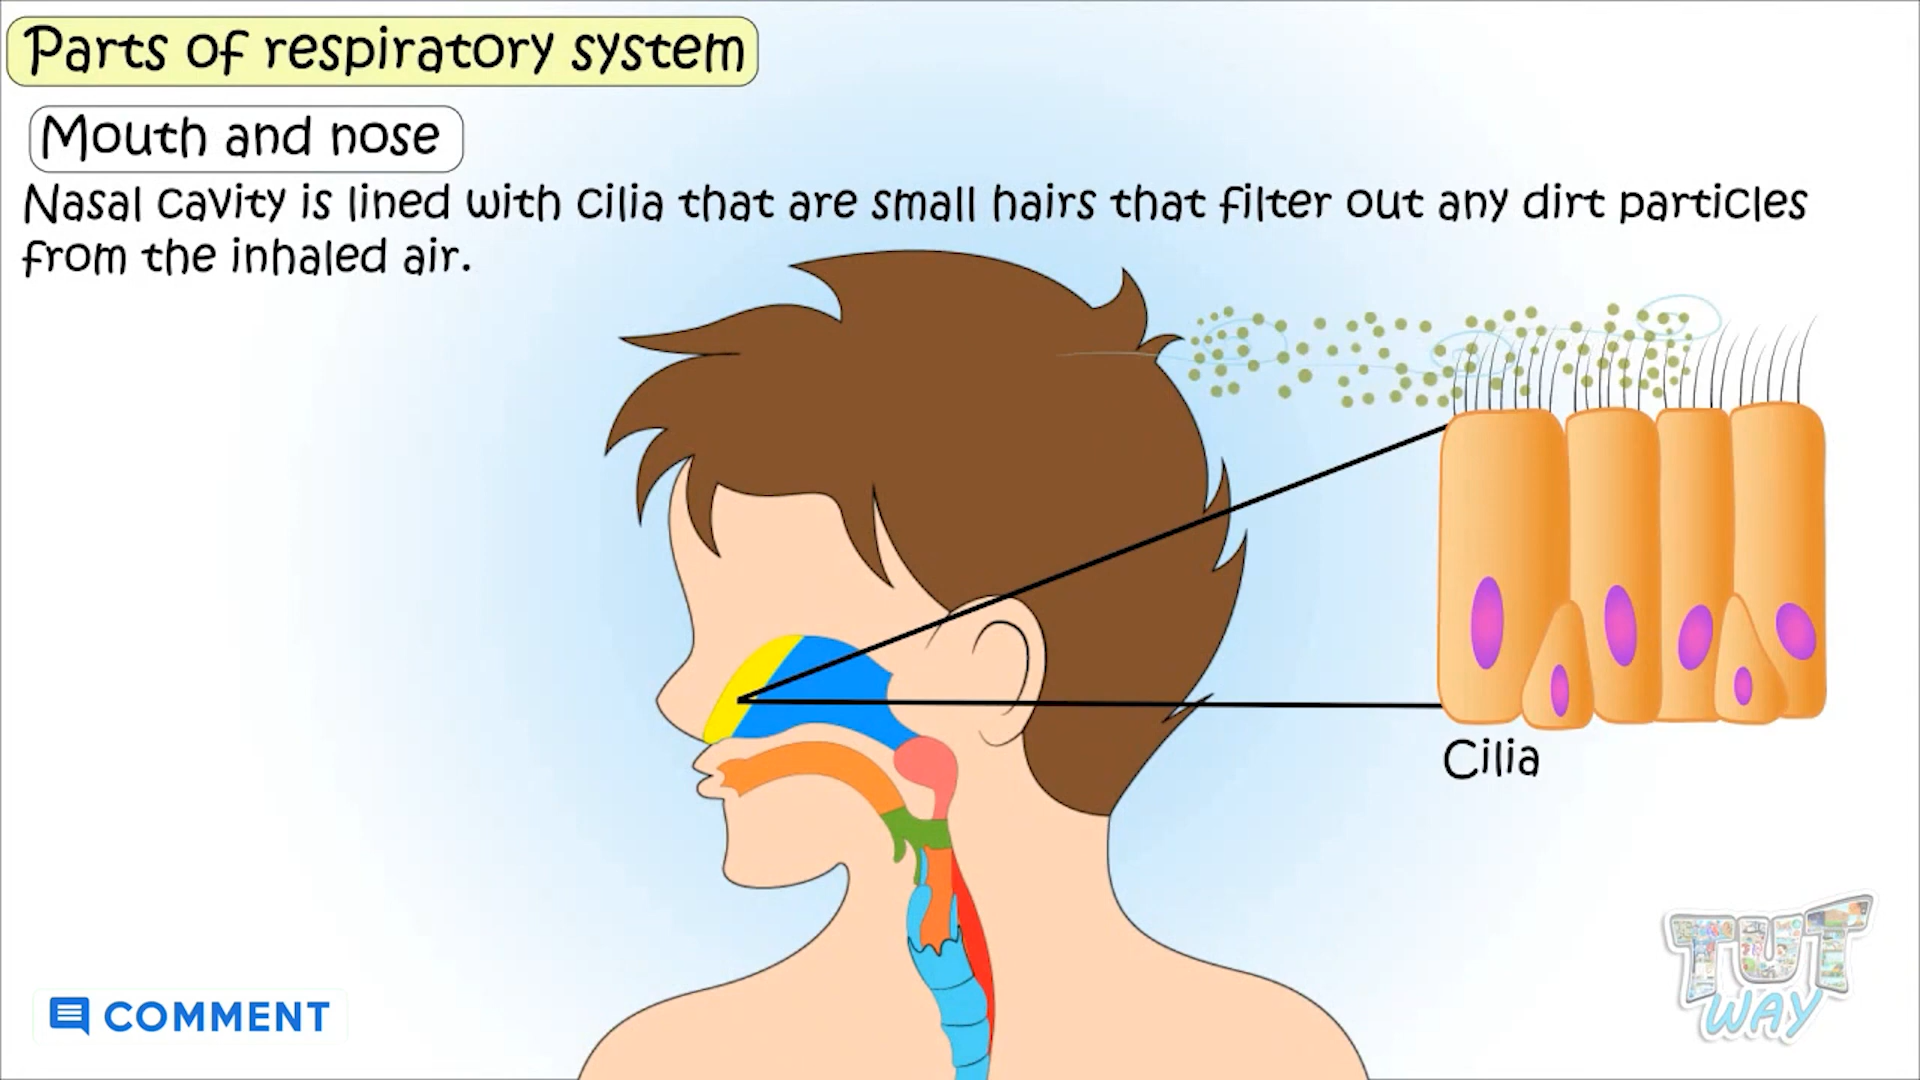 Parts of respiratory system
Mouth and nose
Nasal cavity is lined with cilia that are small hairs that filter out any dirt particles
from the inhaled air.
Cilia
COMMENT
TUT
WAY